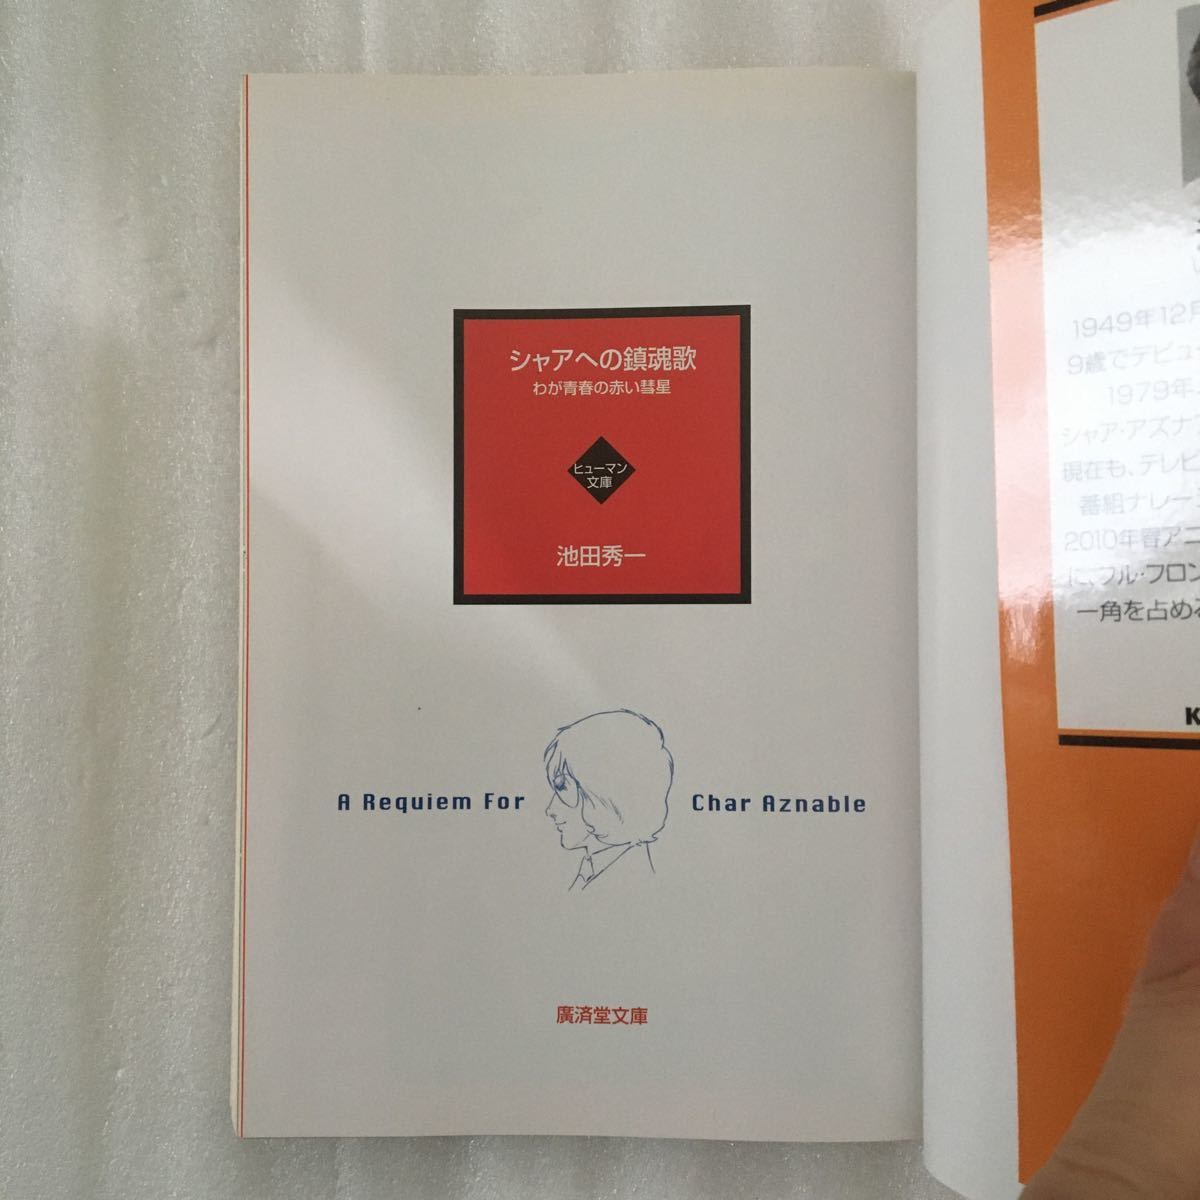 シャアへの鎮魂歌
わが青春の赤い彗星
ヒューマン
文庫
池田秀一
A Requiem For Char Aznable
廣済堂文庫
1949年12月
9歳でデビュー
1979年、
シャア・アズナブ
現在も、テレビ
番組ナレー
2010年春アニ
に、フル・フロン
一角を占める
K